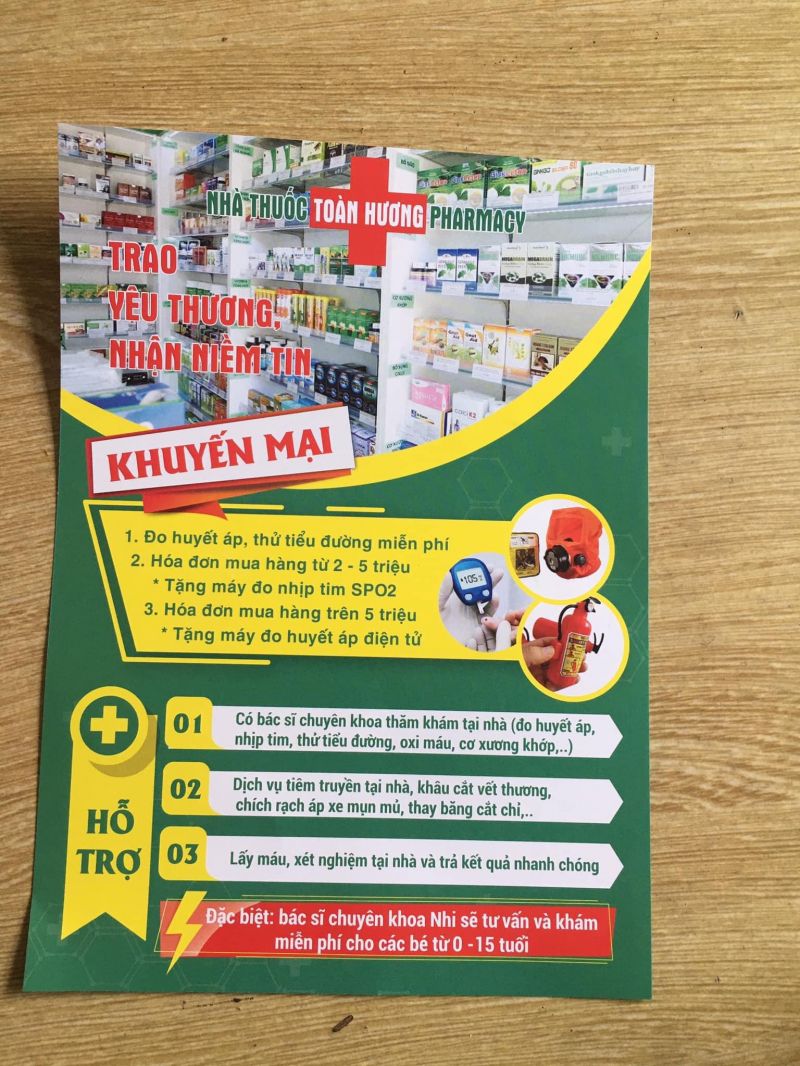 NHÀ THUỐC TOÀN HƯƠNG PHARMACY
TRAO
YÊU THƯƠNG,
NHẬN NIỀM TIN
KHUYẾN MẠI
1. Đo huyết áp, thử tiểu đường miễn phí
2. Hóa đơn mua hàng từ 2 - 5 triệu
* Tặng máy đo nhịp tim SPO2
3. Hóa đơn mua hàng trên 5 triệu
* Tặng máy đo huyết áp điện tử
105
HỖ
TRỢ
01
Có bác sĩ chuyên khoa thăm khám tại nhà (đo huyết áp,
nhịp tim, thử tiểu đường, oxi máu, cơ xương khớp,..)
02
Dịch vụ tiêm truyền tại nhà, khâu cắt vết thương,
chích rạch áp xe mụn mủ, thay băng cắt chỉ,..
03
Lấy máu, xét nghiệm tại nhà và trả kết quả nhanh chóng
Đặc biệt: bác sĩ chuyên khoa Nhi sẽ tư vấn và khám
miễn phí cho các bé từ 0 -15 tuổi